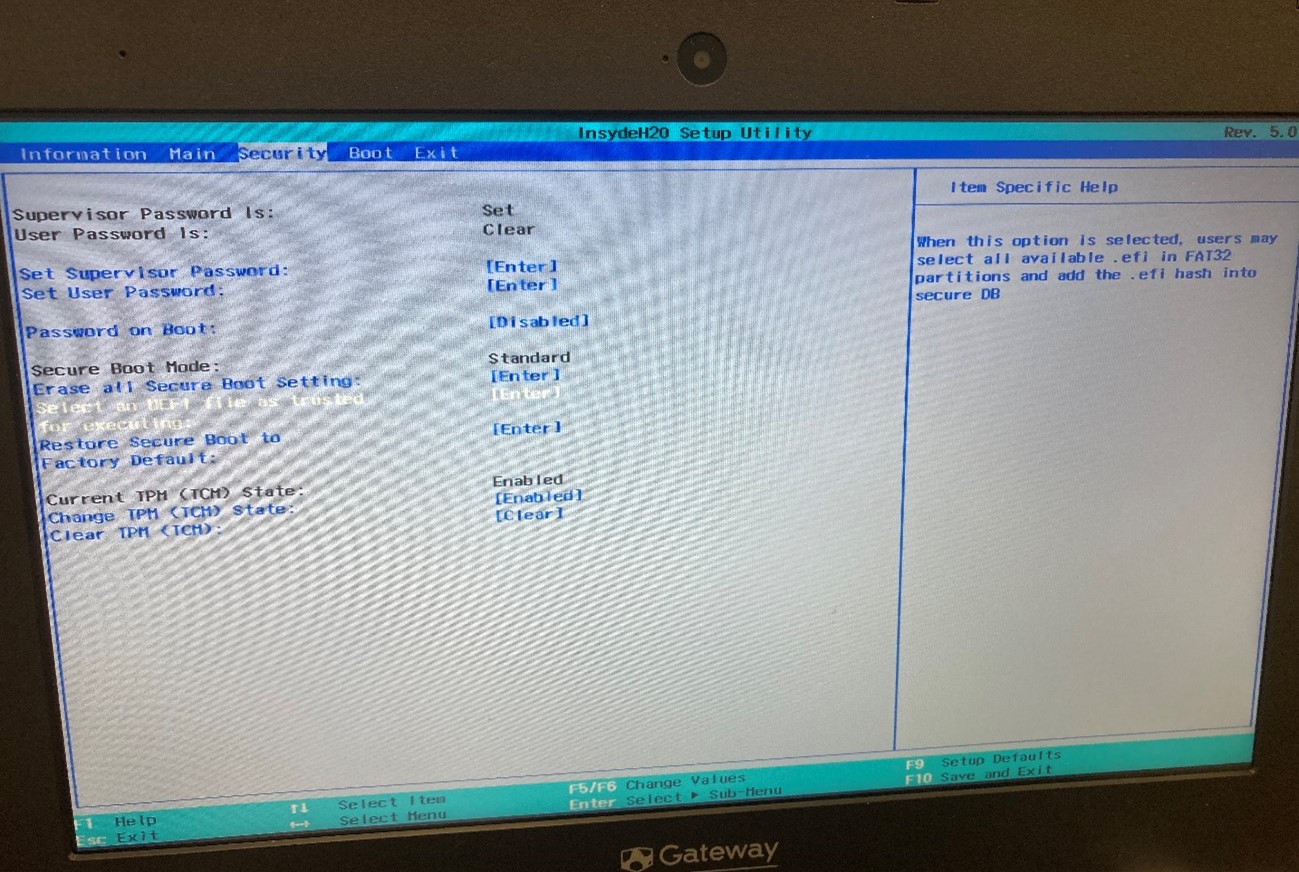 InsydeH20 Setup Utility
Rev. 5.0
Information Main Security Boot Exit
Item Specific Help
Supervisor Password Is: Set
User Password Is: Clear
Set Supervisor Password: [Enter]
Set User Password: [Enter]
Password on Boot: [Disabled]
Secure Boot Mode: Standard
Erase all Secure Boot Setting: [Enter]
Select an UEFI file as trusted [Enter]
for executing:
Restore Secure Boot to [Enter]
Factory Default:
Current TPM (TCM) State: Enabled
Change TPM (TCM) State: [Enabled]
Clear TPM (TCM): [Clear]
When this option is selected, users may
select all available .efi in FAT32
partitions and add the .efi hash into
secure DB
F1 Help
Esc Exit
↑↓ Select Item
↔ Select Menu
F5/F6 Change Values
Enter Select ▶ Sub-Menu
F9 Setup Defaults
F10 Save and Exit
Gateway